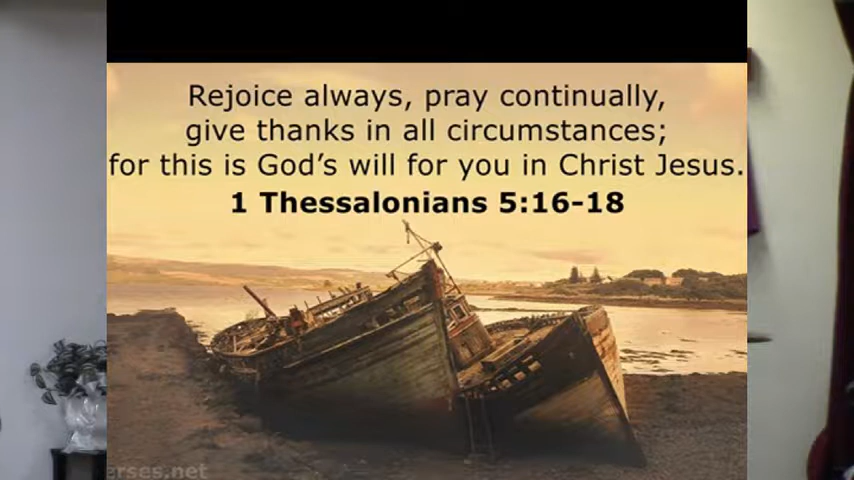 Rejoice always, pray continually,
give thanks in all circumstances;
for this is God's will for you in Christ Jesus.
1 Thessalonians 5:16-18
erses.net